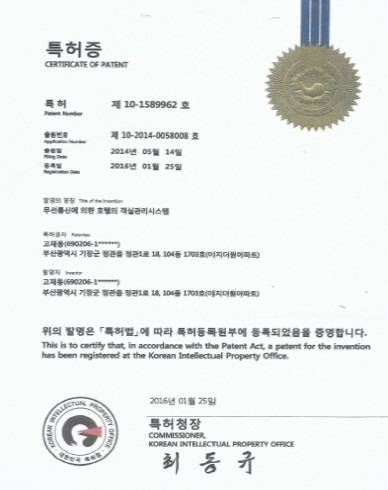 특허증
CERTIFICATE OF PATENT
특 허 제 10-1589962 호
Patent Number
출원번호 제 10-2014-0058008 호
Application Number
출원일 2014년 05월 14일
Filing Date
등록일 2016년 01월 25일
Registration Date
발명의 명칭 Title of the Invention
무선통신에 의한 호텔의 객실관리시스템
특허권자 Patentee
고재동(690206-1******)
부산광역시 기장군 정관읍 정관1로 18, 104동 1703호(이지더원아파트)
발명자 Inventor
고재동(690206-1******)
부산광역시 기장군 정관읍 정관1로 18, 104동 1703호(이지더원아파트)
위의 발명은 「특허법」에 따라 특허등록원부에 등록되었음을 증명합니다.
This is to certify that, in accordance with the Patent Act, a patent for the invention
has been registered at the Korean Intellectual Property Office.
2016년 01월 25일
특허청장
COMMISSIONER,
KOREAN INTELLECTUAL PROPERTY OFFICE
최동규
KOREAN INTELLECTUAL PROPERTY OFFICE
대한민국 특허청